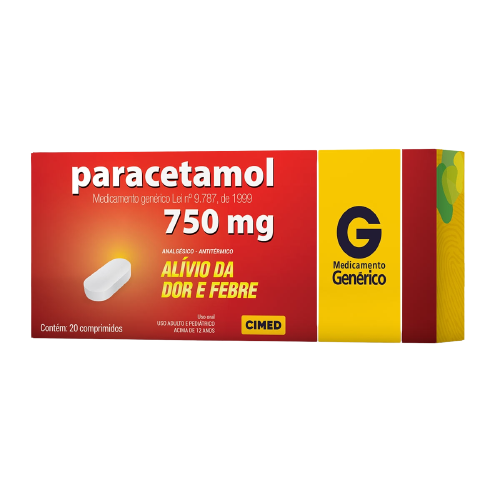 paracetamol
Medicamento genérico Lei nº 9.787, de 1999
750 mg
ANALGÉSICO - ANTITÉRMICO
ALÍVIO DA
DOR E FEBRE
Uso oral
USO ADULTO E PEDIÁTRICO
ACIMA DE 12 ANOS
Contém: 20 comprimidos
CIMED
G
Medicamento
Genérico